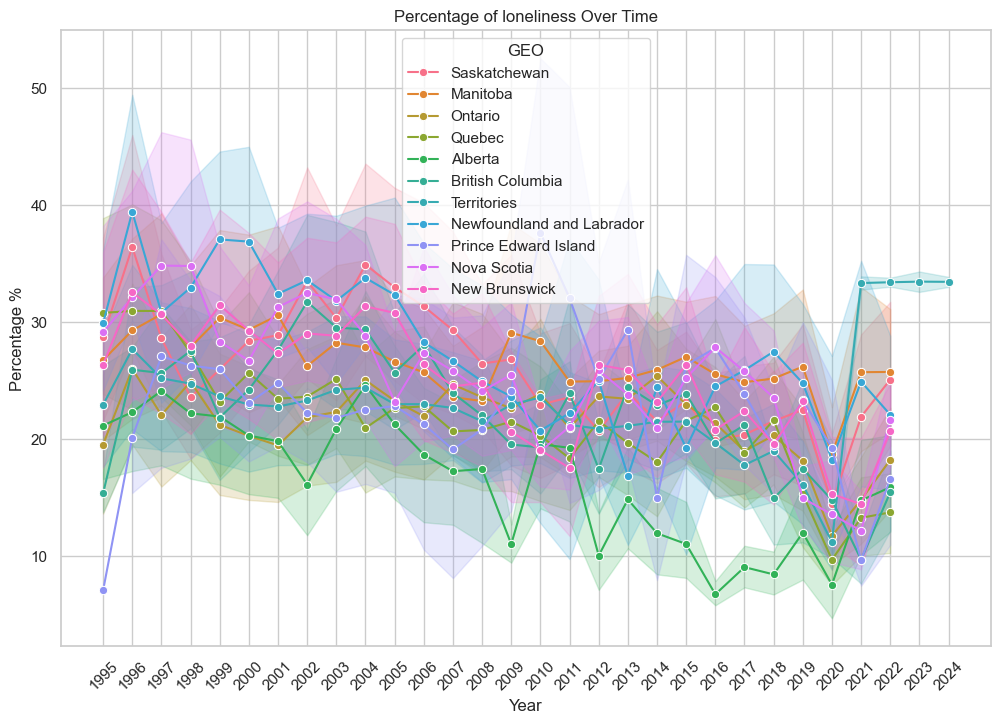 Percentage of loneliness Over Time
GEO
Saskatchewan
Manitoba
Ontario
Quebec
Alberta
British Columbia
Territories
Newfoundland and Labrador
Prince Edward Island
Nova Scotia
New Brunswick
Percentage %
50
40
30
20
10
1995 1996 1997 1998 1999 2000 2001 2002 2003 2004 2005 2006 2007 2008 2009 2010 2011 2012 2013 2014 2015 2016 2017 2018 2019 2020 2021 2022 2023 2024
Year